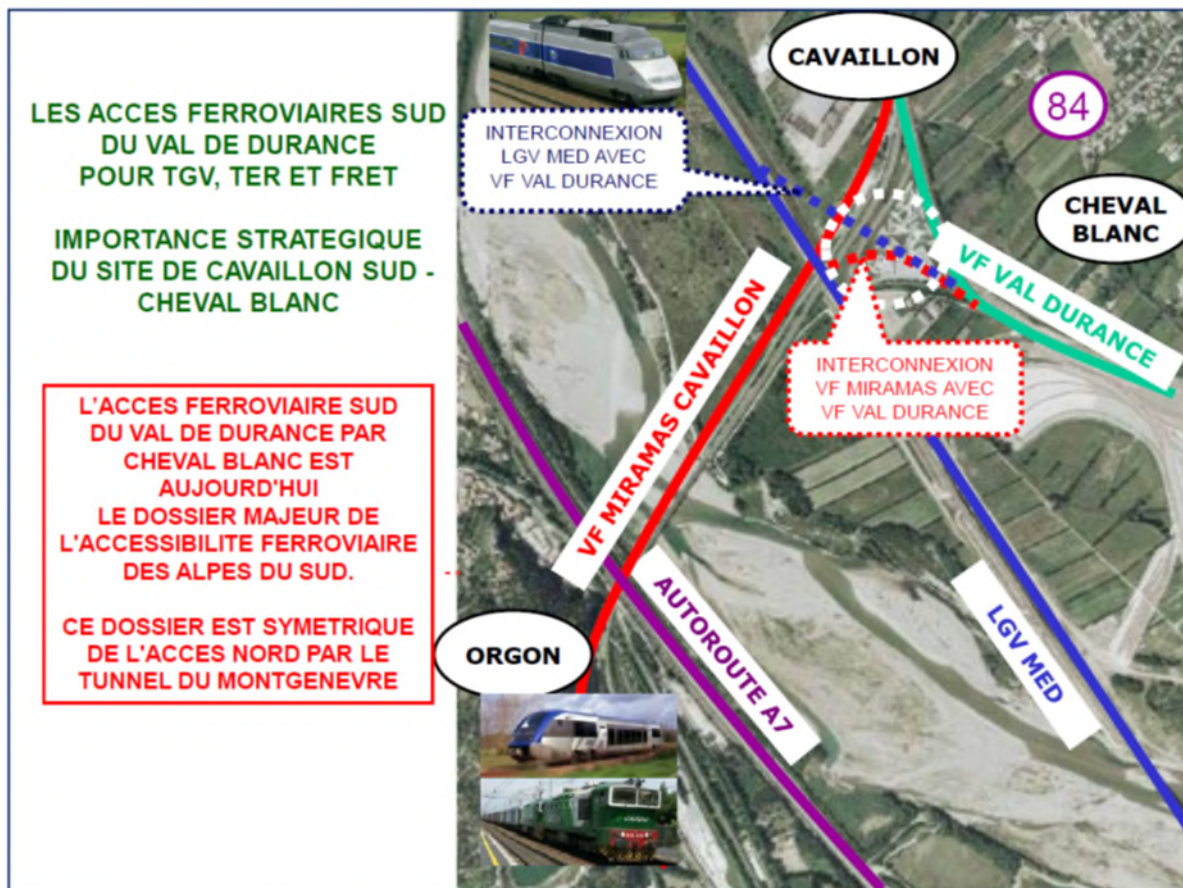 LES ACCES FERROVIAIRES SUD
DU VAL DE DURANCE
POUR TGV, TER ET FRET
IMPORTANCE STRATEGIQUE
DU SITE DE CAVAILLON SUD -
CHEVAL BLANC
L'ACCES FERROVIAIRE SUD
DU VAL DE DURANCE PAR
CHEVAL BLANC EST
AUJOURD'HUI
LE DOSSIER MAJEUR DE
L'ACCESSIBILITE FERROVIAIRE
DES ALPES DU SUD.
CE DOSSIER EST SYMETRIQUE
DE L'ACCES NORD PAR LE
TUNNEL DU MONTGENEVRE
CAVAILLON
84
INTERCONNEXION
LGV MED AVEC
VF VAL DURANCE
CHEVAL
BLANC
VF VAL DURANCE
VF MIRAMAS CAVAILLON
INTERCONNEXION
VF MIRAMAS AVEC
VF VAL DURANCE
ORGON
AUTOROUTE A7
LGV MED